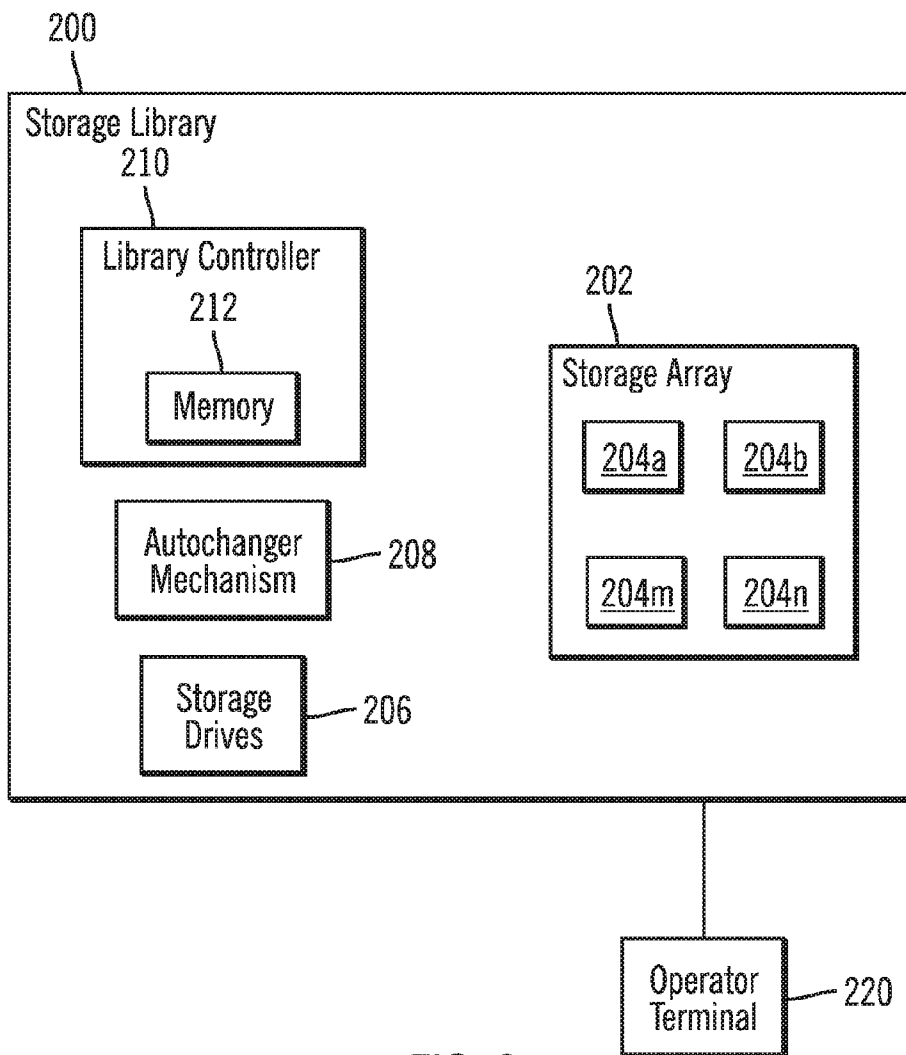 200
Storage Library
210
Library Controller
212
Memory
202
Storage Array
204a
204b
204m
204n
Autochanger
Mechanism
208
Storage
Drives
206
Operator
Terminal
220